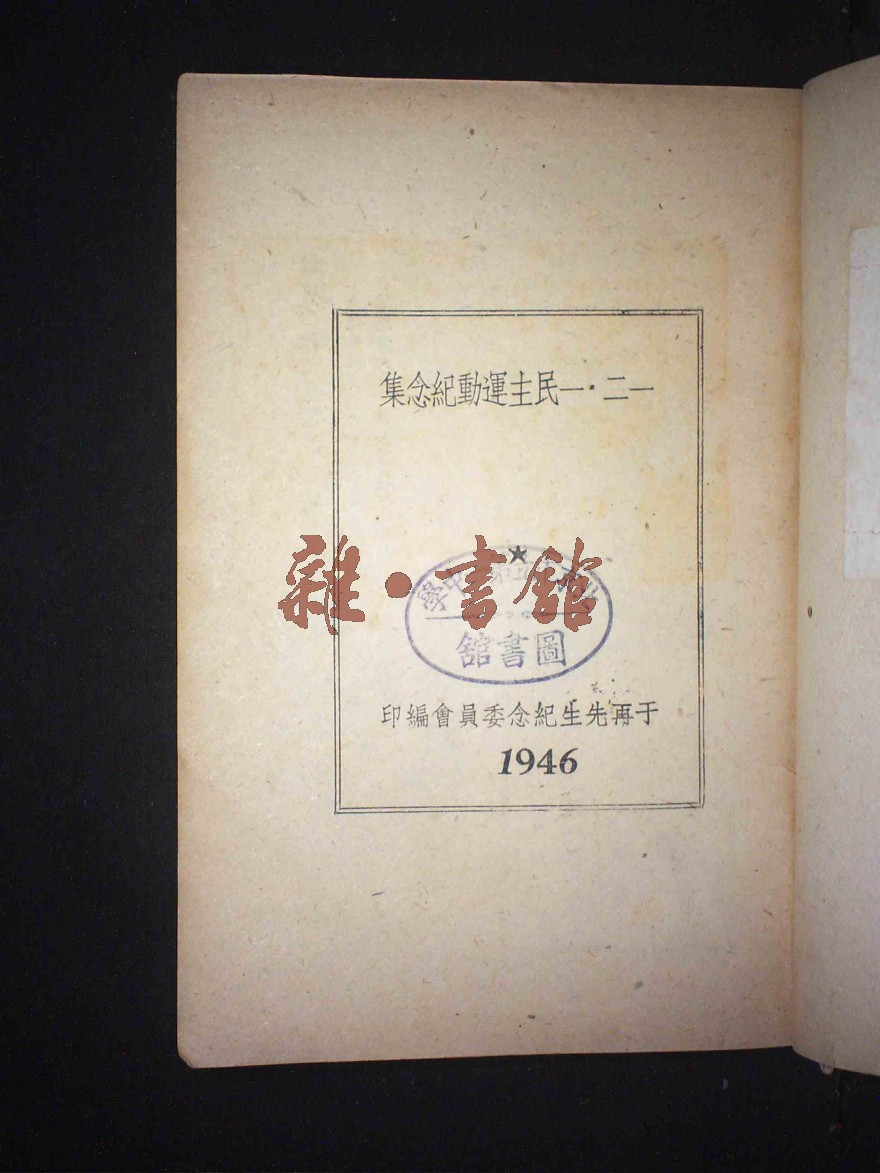 一二·一民主運動紀念集
雜·書館
圖書館
于再先生紀念委員會編印
1946